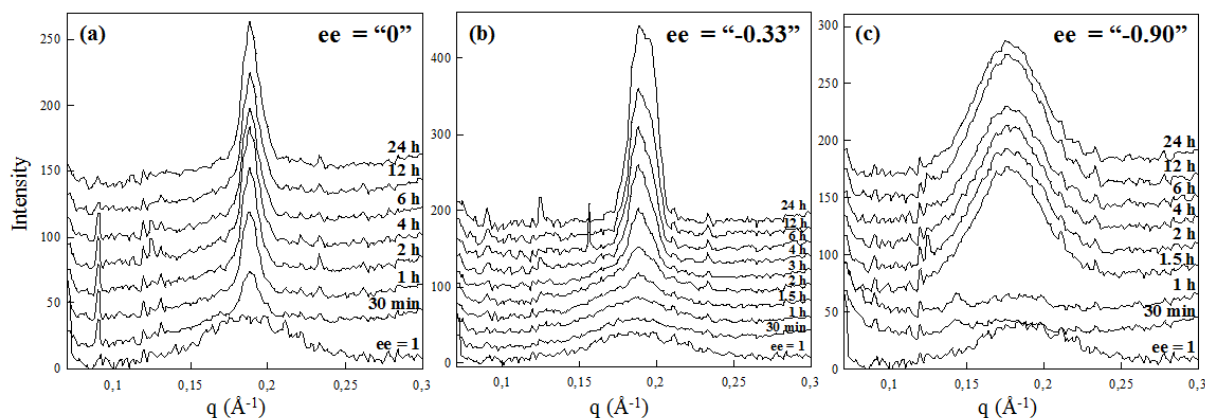 (a) ee = “0”
250
200
150
100
50
0
Intensity
24 h
12 h
6 h
4 h
2 h
1 h
30 min
ee = 1
0,1 0,15 0,2 0,25 0,3
q (Å-1)
(b) ee = “-0.33”
400
300
200
100
0
24 h
12 h
6 h
4 h
3 h
2 h
1.5 h
1 h
30 min
ee = 1
0,1 0,15 0,2 0,25 0,3
q (Å-1)
(c) ee = “-0.90”
300
250
200
150
100
50
0
24 h
12 h
6 h
4 h
2 h
1.5 h
1 h
30 min
ee = 1
0,1 0,15 0,2 0,25 0,3
q (Å-1)